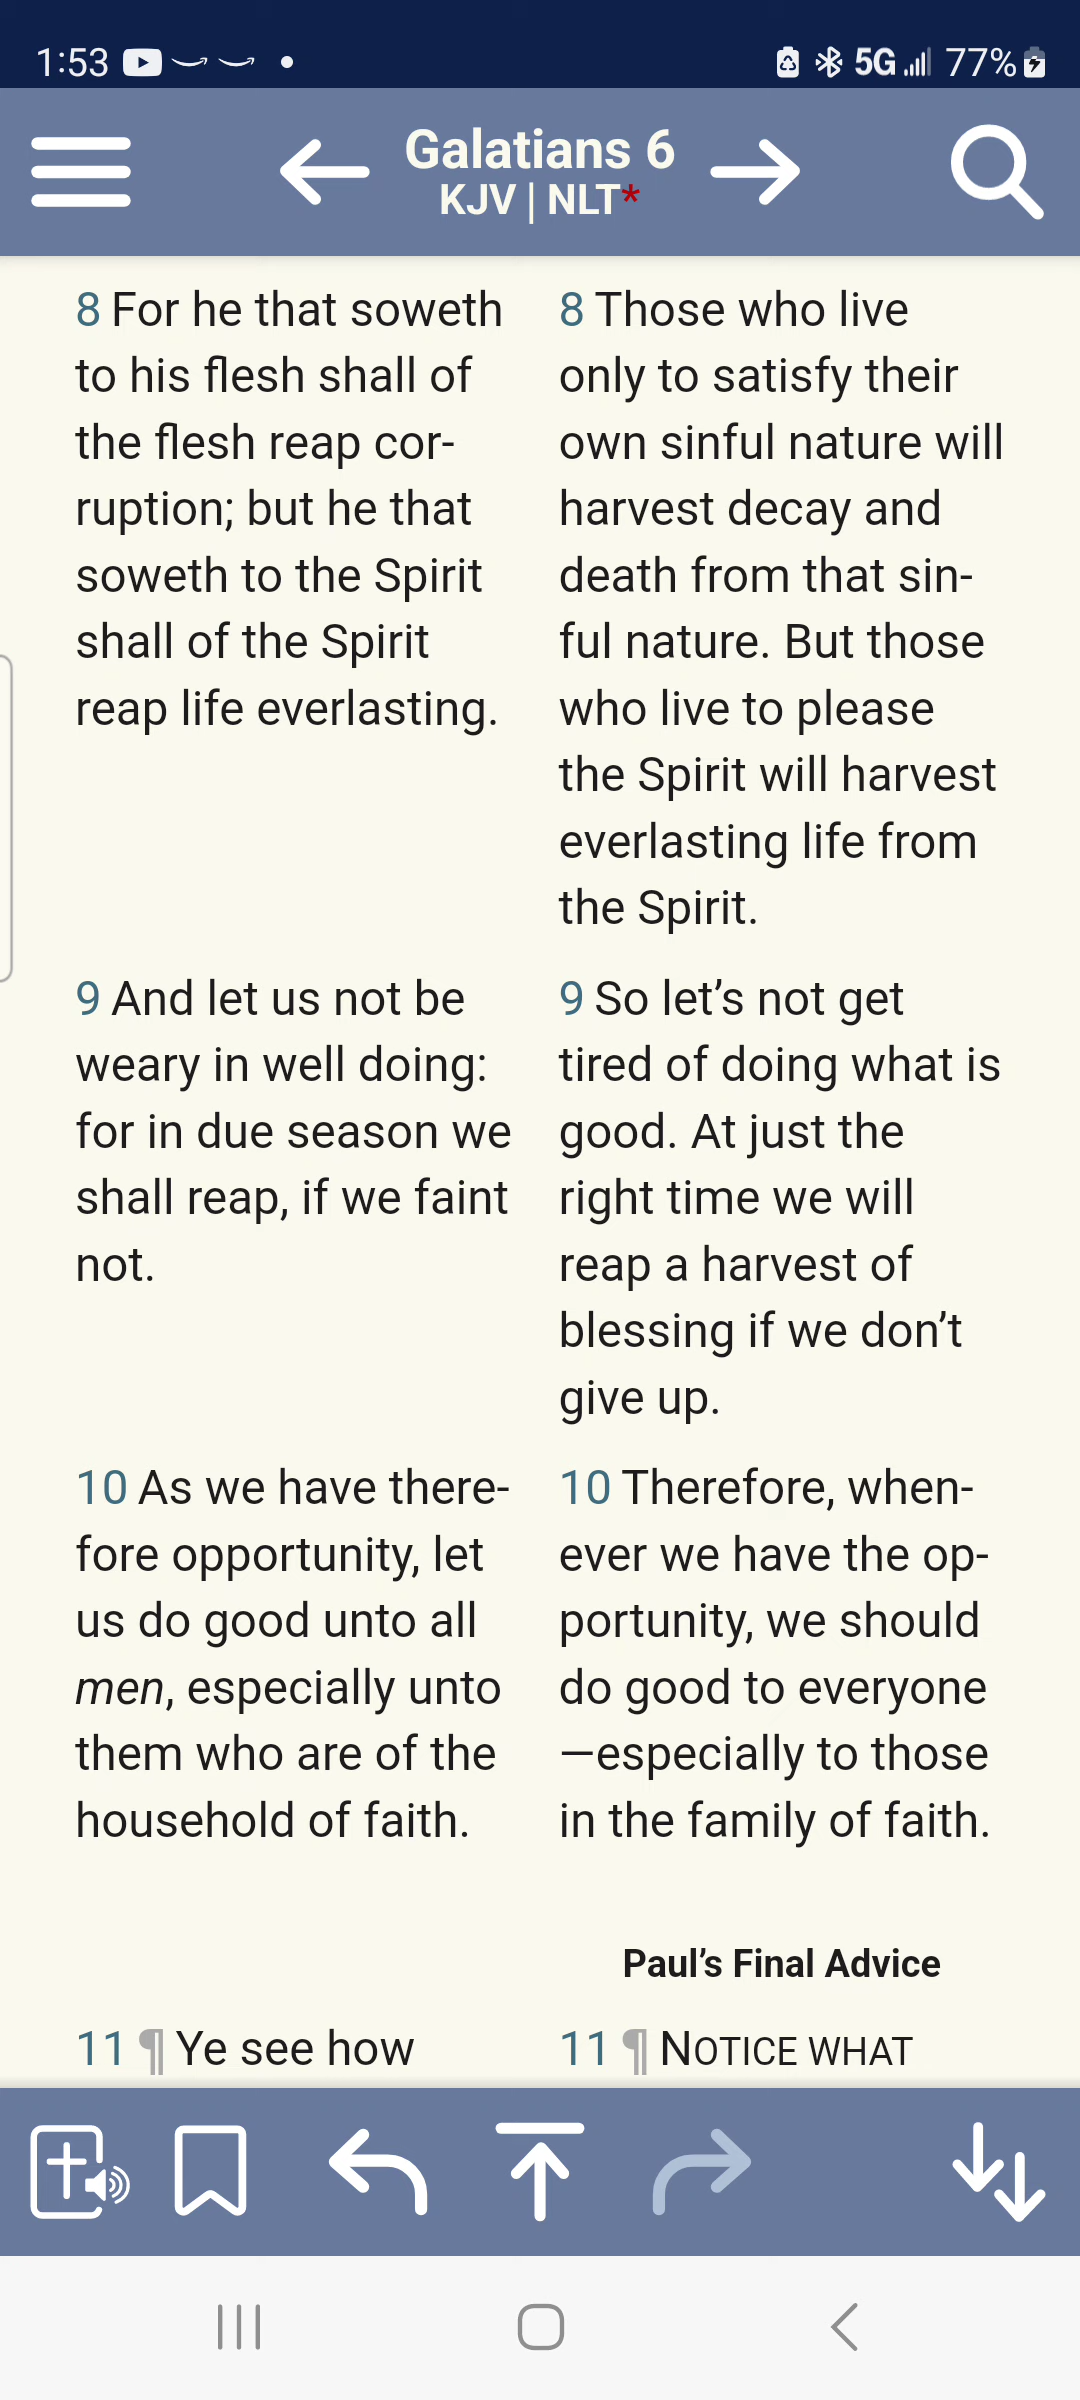 1:53
5G 77%
Galatians 6
KJV | NLT*
8 For he that soweth
to his flesh shall of
the flesh reap cor-
ruption; but he that
soweth to the Spirit
shall of the Spirit
reap life everlasting.
8 Those who live
only to satisfy their
own sinful nature will
harvest decay and
death from that sin-
ful nature. But those
who live to please
the Spirit will harvest
everlasting life from
the Spirit.
9 And let us not be
weary in well doing:
for in due season we
shall reap, if we faint
not.
9 So let’s not get
tired of doing what is
good. At just the
right time we will
reap a harvest of
blessing if we don’t
give up.
10 As we have there-
fore opportunity, let
us do good unto all
men, especially unto
them who are of the
household of faith.
10 Therefore, when-
ever we have the op-
portunity, we should
do good to everyone
—especially to those
in the family of faith.
Paul’s Final Advice
11 ¶ Ye see how
11 ¶ NOTICE WHAT